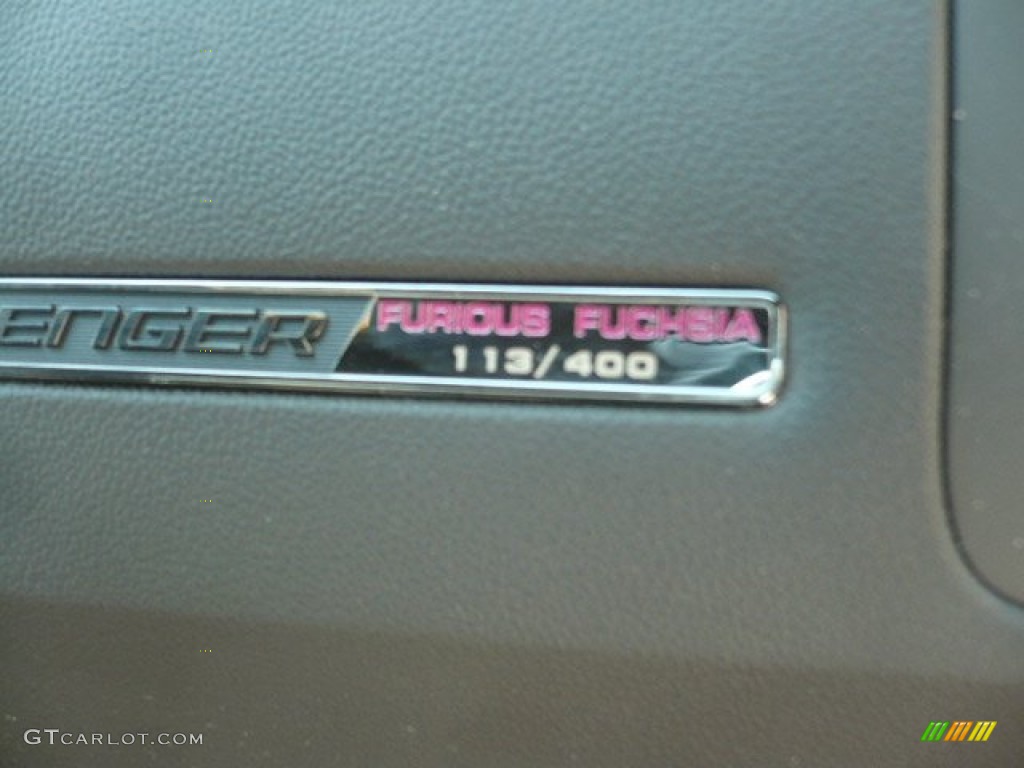 ENGER
FURIOUS FUCHSIA
113/400
GTCARLOT.COM